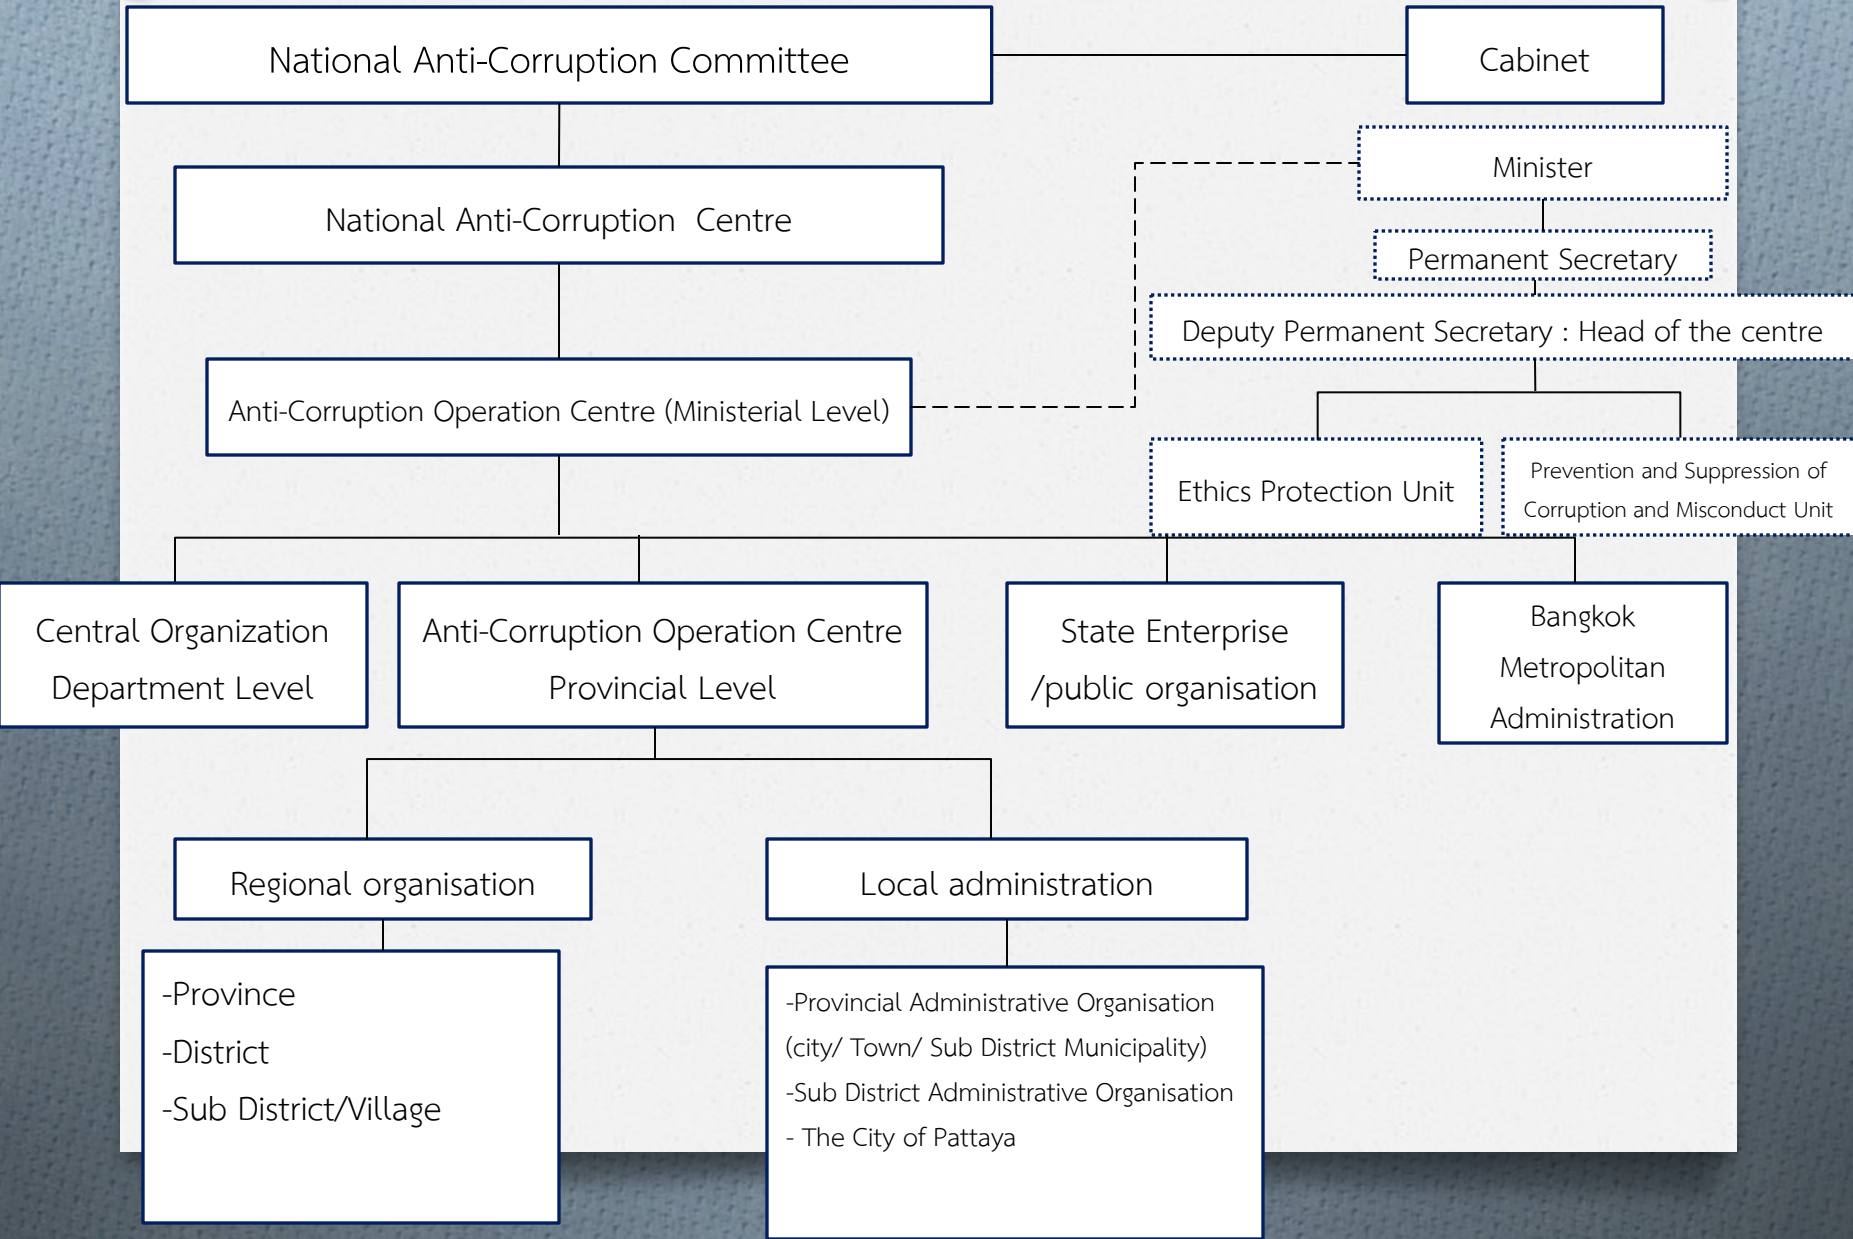 National Anti-Corruption Committee
Cabinet
Minister
National Anti-Corruption Centre
Permanent Secretary
Deputy Permanent Secretary : Head of the centre
Anti-Corruption Operation Centre (Ministerial Level)
Ethics Protection Unit
Prevention and Suppression of
Corruption and Misconduct Unit
Central Organization
Department Level
Anti-Corruption Operation Centre
Provincial Level
State Enterprise
/public organisation
Bangkok
Metropolitan
Administration
Regional organisation
Local administration
-Province
-District
-Sub District/Village
-Provincial Administrative Organisation
(city/ Town/ Sub District Municipality)
-Sub District Administrative Organisation
- The City of Pattaya